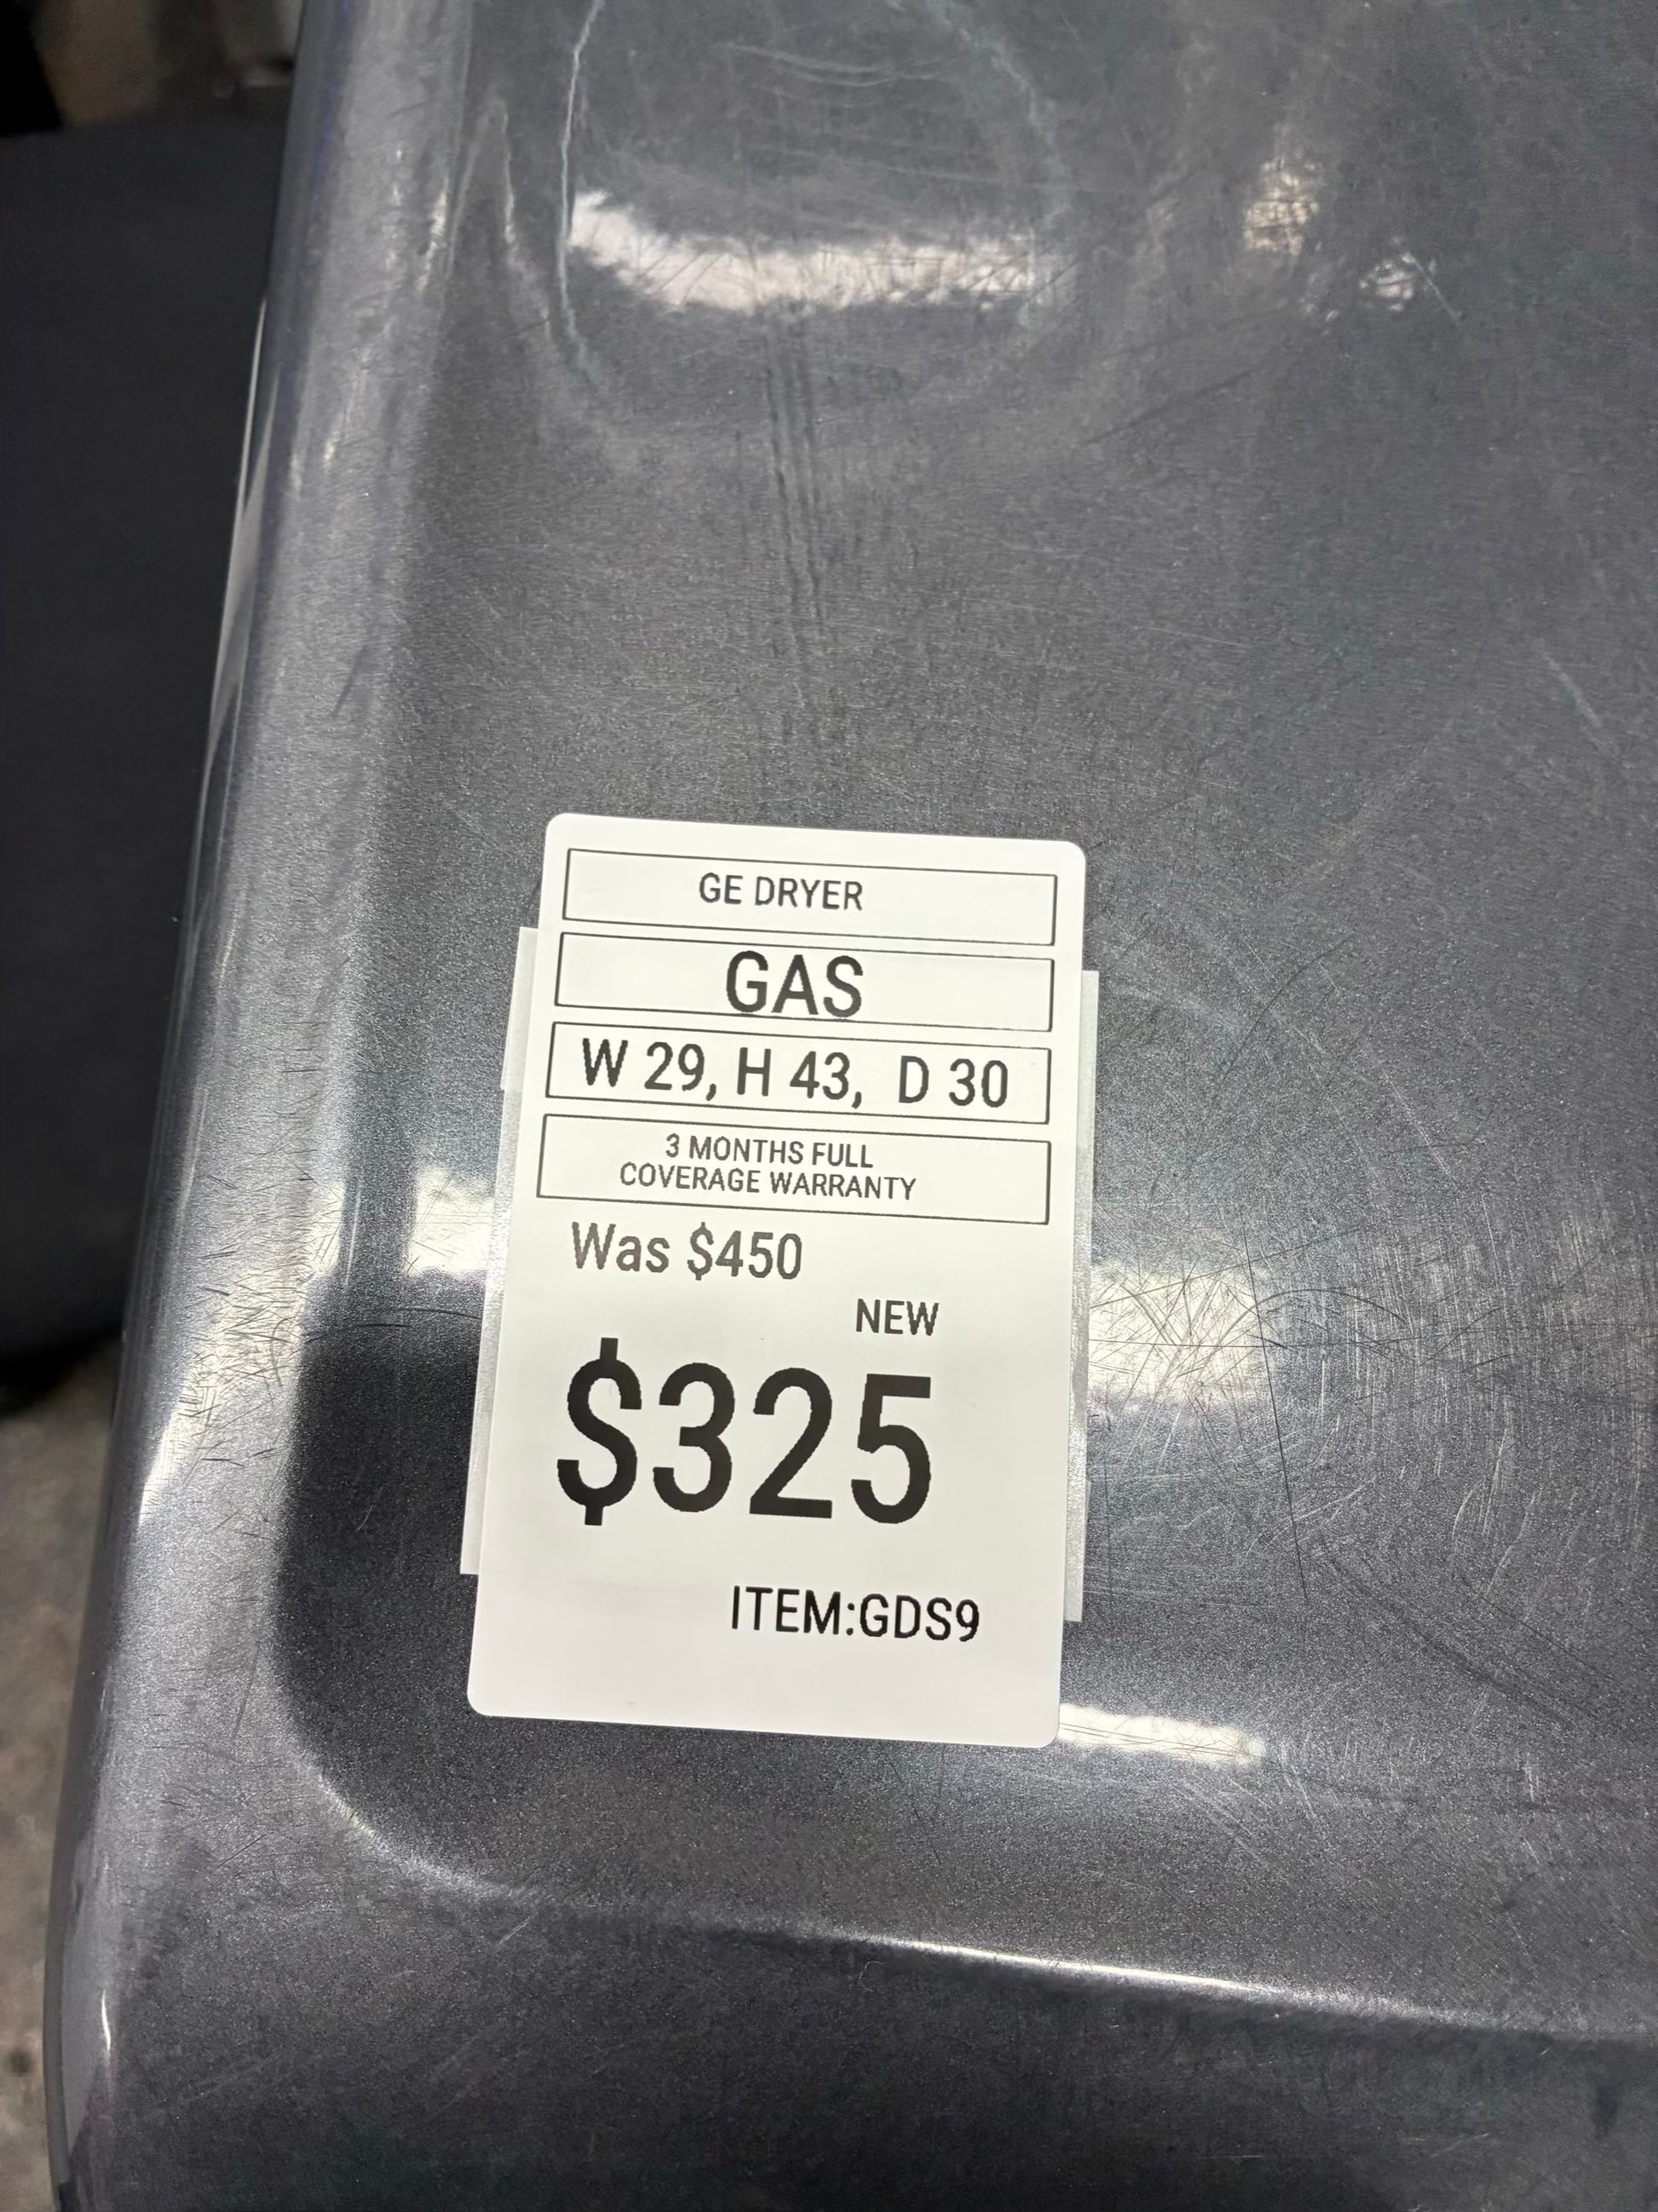 GE DRYER
GAS
W 29, H 43, D 30
3 MONTHS FULL
COVERAGE WARRANTY
Was $450
NEW
$325
ITEM:GDS9